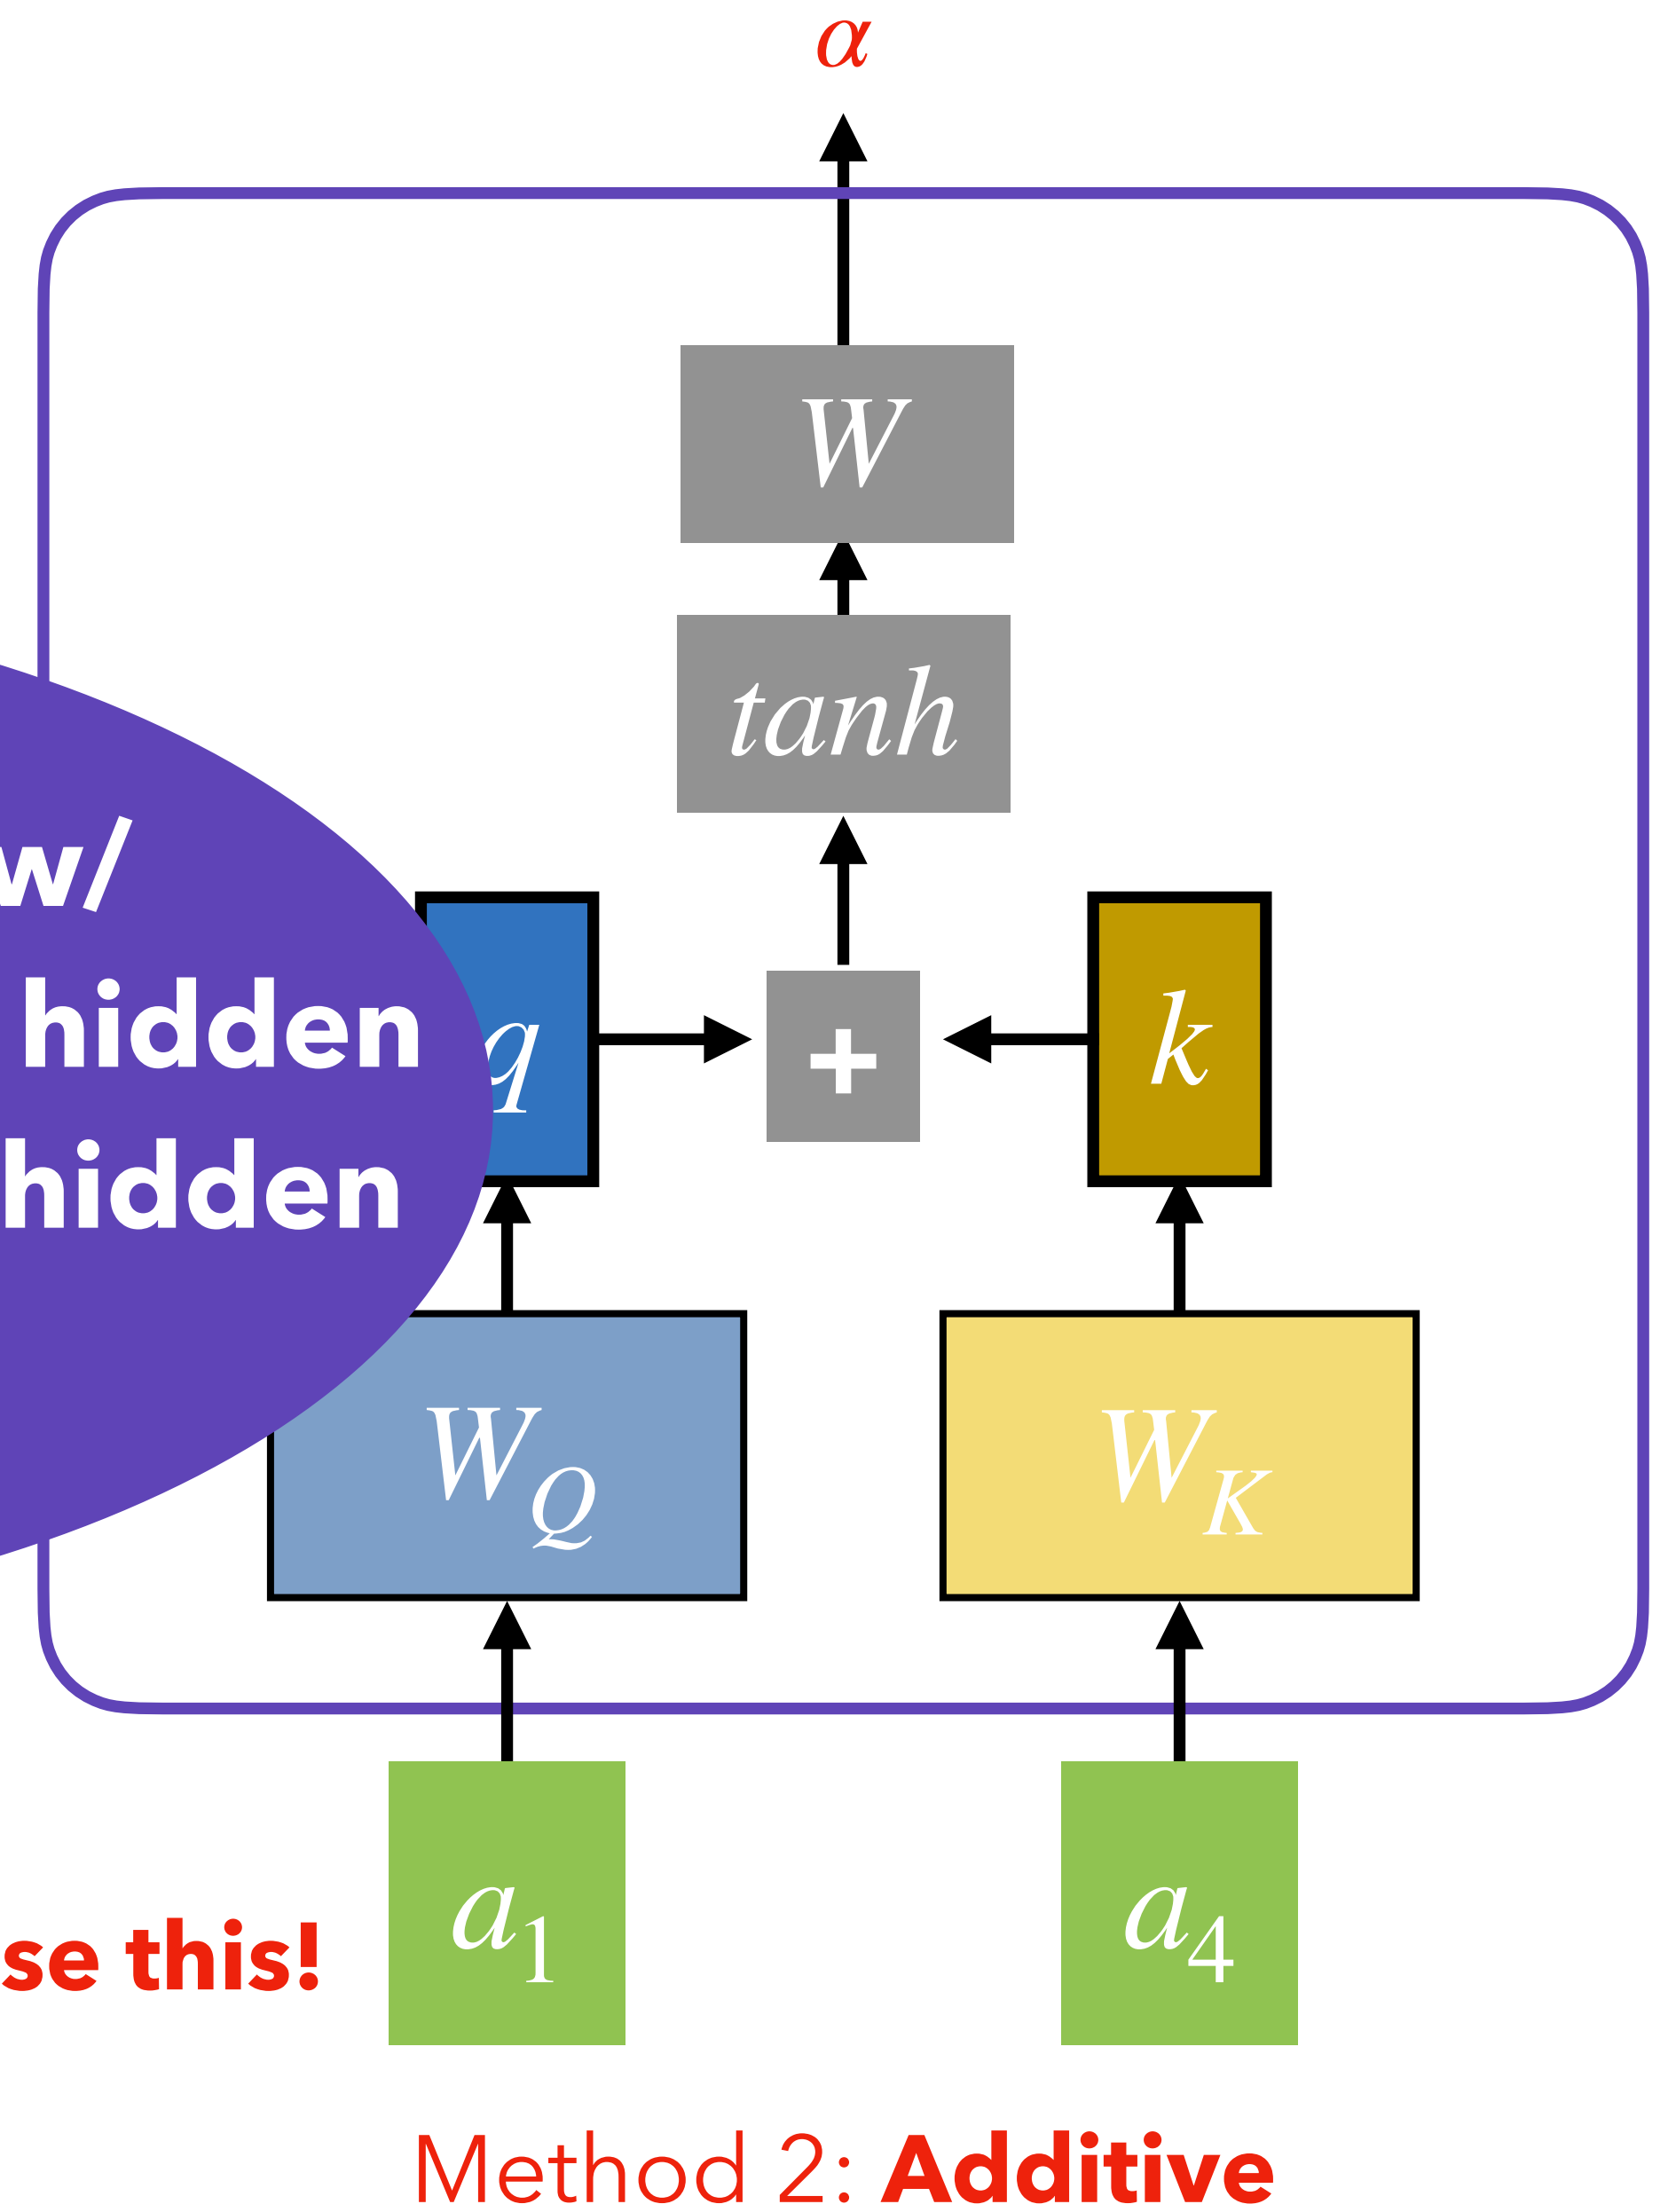 α
W
tanh
w/
hidden
hidden
q
+
k
W_Q
W_K
a_1
a_4
se this!
Method 2: Additive